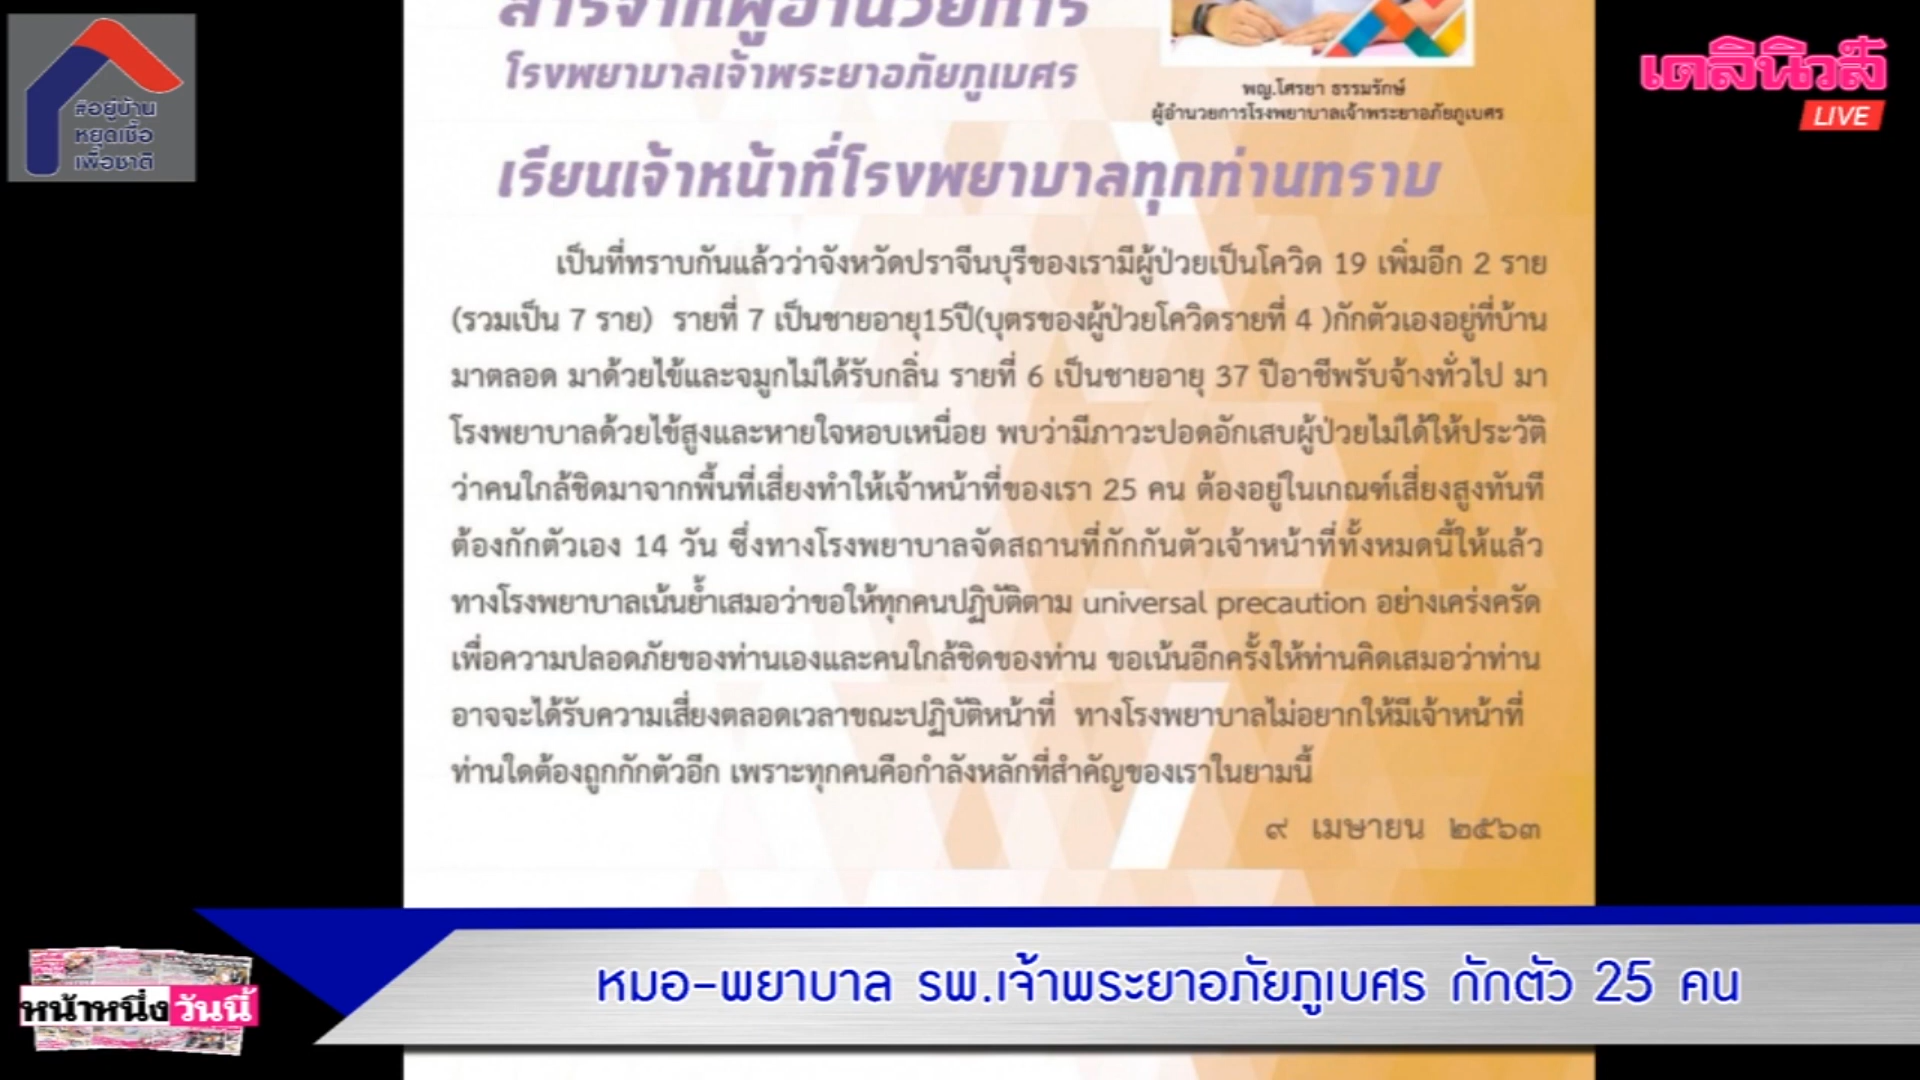 สารจากผู้อำนวยการ
โรงพยาบาลเจ้าพระยาอภัยภูเบศร
พญ.โศรยา ธรรมรักษ์
ผู้อำนวยการโรงพยาบาลเจ้าพระยาอภัยภูเบศร
#อยู่บ้าน
หยุดเชื้อ
เพื่อชาติ
เดลินิวส์
LIVE
เรียนเจ้าหน้าที่โรงพยาบาลทุกท่านทราบ
เป็นที่ทราบกันแล้วว่าจังหวัดปราจีนบุรีของเรามีผู้ป่วยเป็นโควิด 19 เพิ่มอีก 2 ราย
(รวมเป็น 7 ราย) รายที่ 7 เป็นชายอายุ15ปี(บุตรของผู้ป่วยโควิดรายที่ 4 )กักตัวเองอยู่ที่บ้าน
มาตลอด มาด้วยไข้และจมูกไม่ได้รับกลิ่น รายที่ 6 เป็นชายอายุ 37 ปีอาชีพรับจ้างทั่วไป มา
โรงพยาบาลด้วยไข้สูงและหายใจหอบเหนื่อย พบว่ามีภาวะปอดอักเสบผู้ป่วยไม่ได้ให้ประวัติ
ว่าคนใกล้ชิดมาจากพื้นที่เสี่ยงทำให้เจ้าหน้าที่ของเรา 25 คน ต้องอยู่ในเกณฑ์เสี่ยงสูงทันที
ต้องกักตัวเอง 14 วัน ซึ่งทางโรงพยาบาลจัดสถานที่กักกันตัวเจ้าหน้าที่ทั้งหมดนี้ให้แล้ว
ทางโรงพยาบาลเน้นย้ำเสมอว่าขอให้ทุกคนปฏิบัติตาม universal precaution อย่างเคร่งครัด
เพื่อความปลอดภัยของท่านเองและคนใกล้ชิดของท่าน ขอเน้นอีกครั้งให้ท่านคิดเสมอว่าท่าน
อาจจะได้รับความเสี่ยงตลอดเวลาขณะปฏิบัติหน้าที่ ทางโรงพยาบาลไม่อยากให้มีเจ้าหน้าที่
ท่านใดต้องถูกกักตัวอีก เพราะทุกคนคือกำลังหลักที่สำคัญของเราในยามนี้
๙ เมษายน ๒๕๖๓
หน้าหนึ่งวันนี้
หมอ-พยาบาล รพ.เจ้าพระยาอภัยภูเบศร กักตัว 25 คน